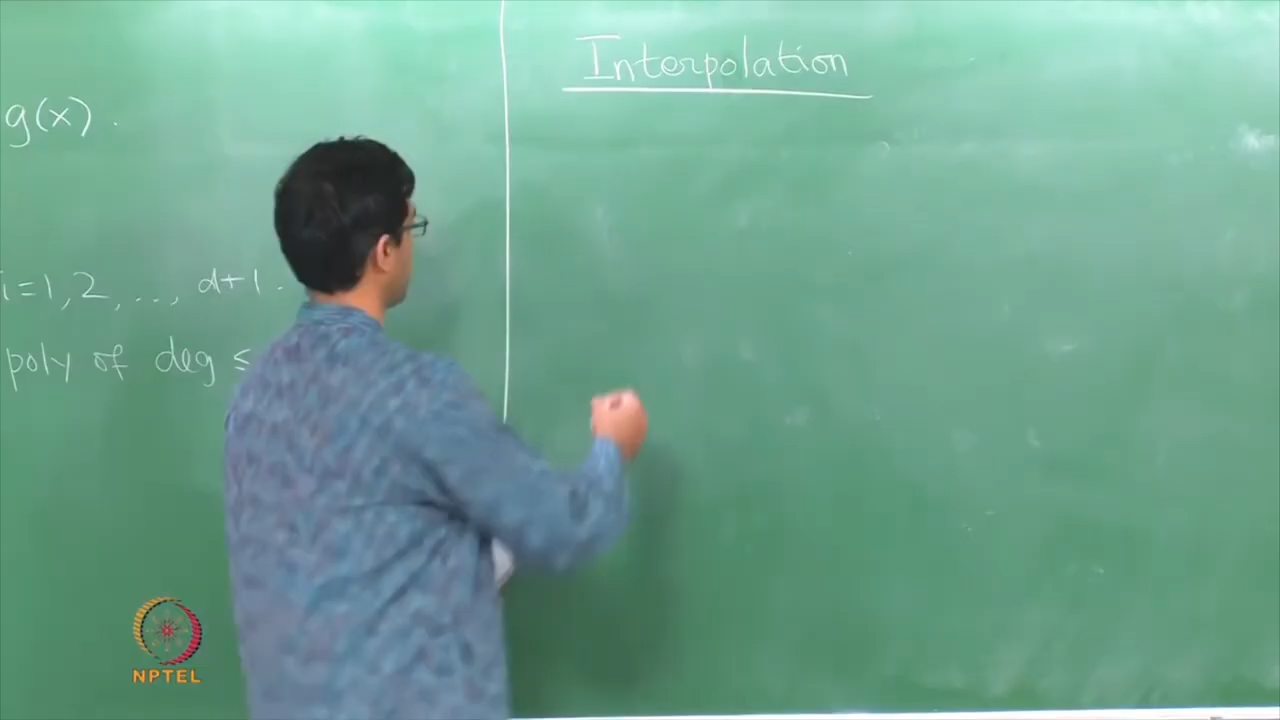 g(x).
i=1,2,..., d+1.
poly of deg ≤
Interpolation
NPTEL